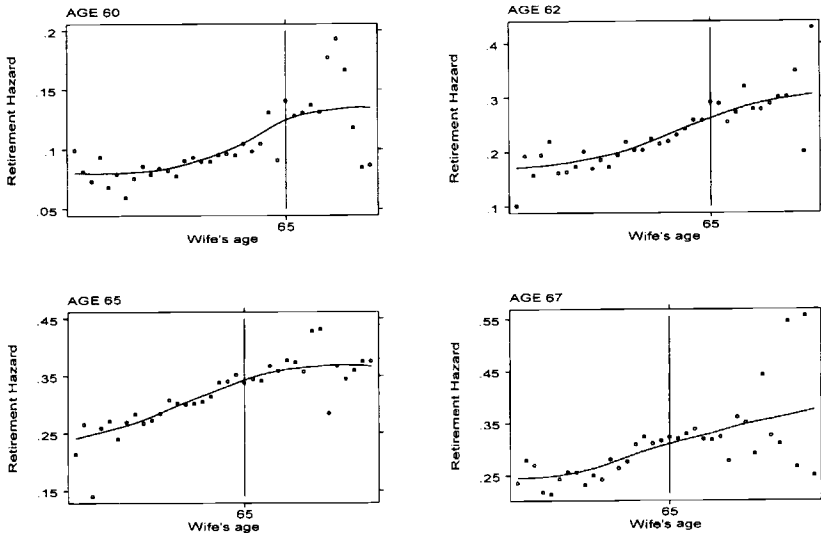 AGE 60
Retirement Hazard
.2
.15
.1
.05
65
Wife's age
AGE 62
Retirement Hazard
.4
.3
.2
.1
65
Wife's age
AGE 65
Retirement Hazard
.45
.35
.25
.15
65
Wife's age
AGE 67
Retirement Hazard
.55
.45
.35
.25
65
Wife's age